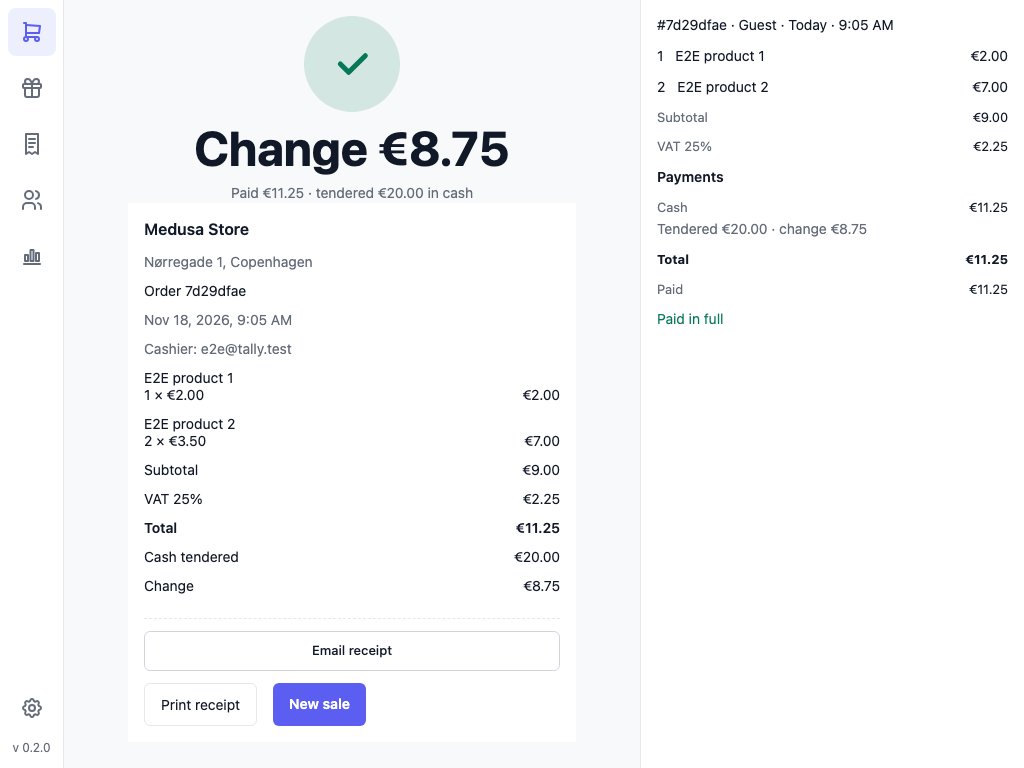 Change €8.75
Paid €11.25 · tendered €20.00 in cash
Medusa Store
Nørregade 1, Copenhagen
Order 7d29dfae
Nov 18, 2026, 9:05 AM
Cashier: e2e@tally.test
E2E product 1
1 × €2.00 €2.00
E2E product 2
2 × €3.50 €7.00
Subtotal €9.00
VAT 25% €2.25
Total €11.25
Cash tendered €20.00
Change €8.75
Email receipt
Print receipt New sale
v 0.2.0
#7d29dfae · Guest · Today · 9:05 AM
1 E2E product 1 €2.00
2 E2E product 2 €7.00
Subtotal €9.00
VAT 25% €2.25
Payments
Cash €11.25
Tendered €20.00 · change €8.75
Total €11.25
Paid €11.25
Paid in full